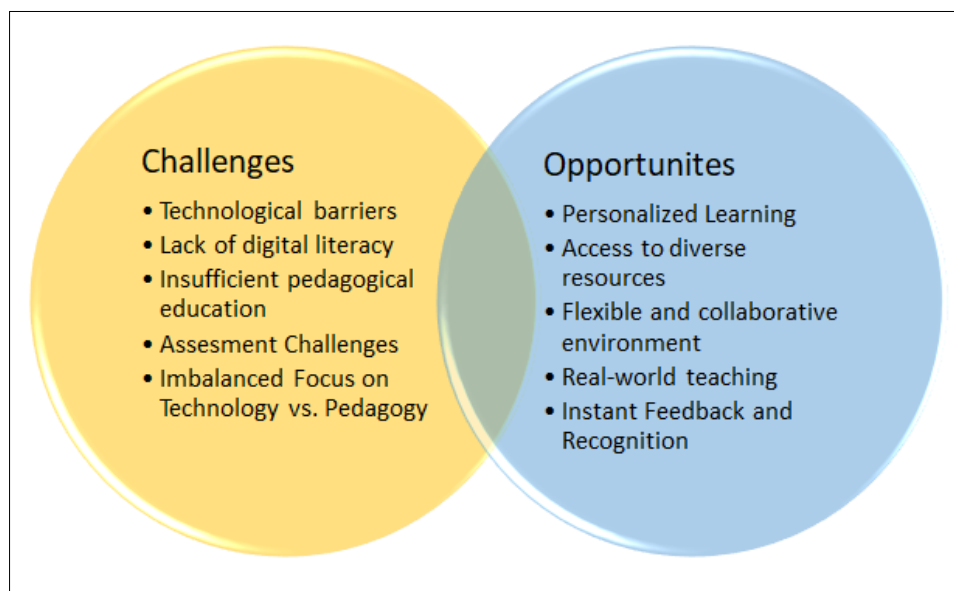 Challenges
• Technological barriers
• Lack of digital literacy
• Insufficient pedagogical
education
• Assesment Challenges
• Imbalanced Focus on
Technology vs. Pedagogy
Opportunites
• Personalized Learning
• Access to diverse
resources
• Flexible and collaborative
environment
• Real-world teaching
• Instant Feedback and
Recognition